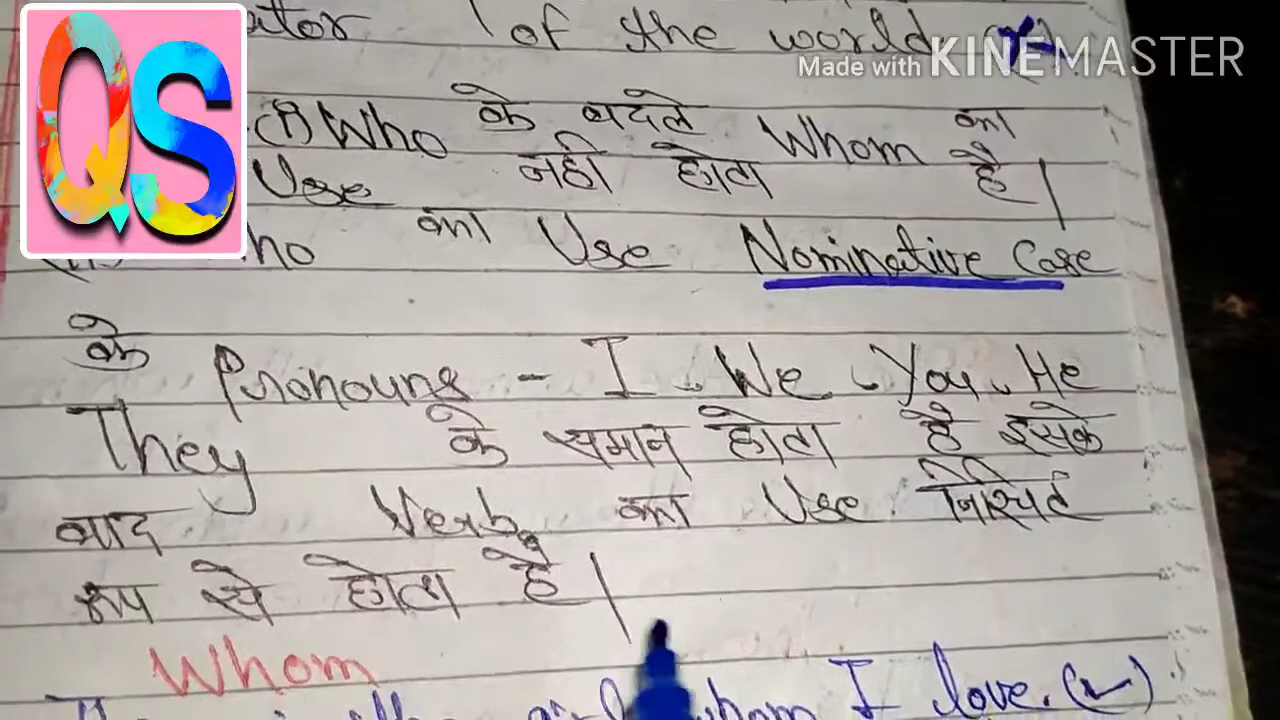 of the world. (×)
QS
Made with KINEMASTER
Who के बदले Whom का
Use नही होता है।
का Use Nominative Case
के Pronouns - I, We, You, He
They के समान होता है इसके
बाद Verb का Use निश्चित
रूप से होता है।
Whom
whom I love. (✓)